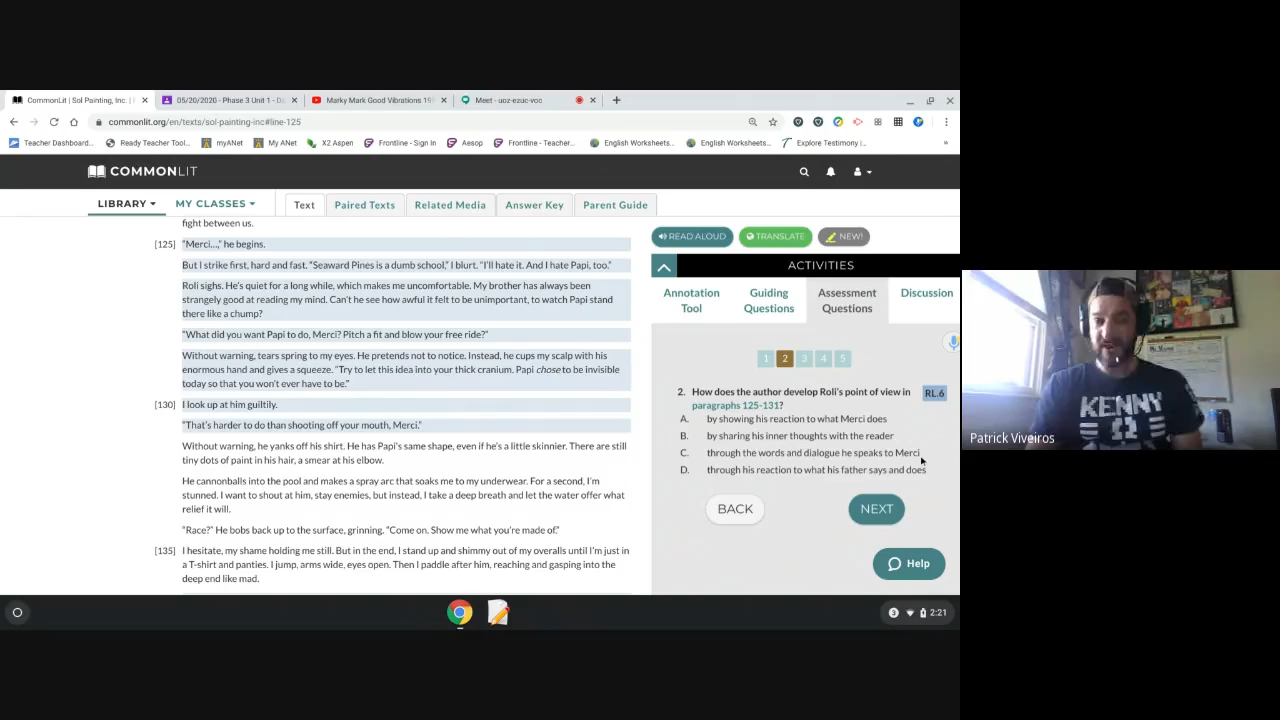 CommonLit | Sol Painting, Inc. |
05/20/2020 - Phase 3 Unit 1 - D
Marky Mark Good Vibrations 19
Meet - uoz-ezuc-voc
commonlit.org/en/texts/sol-painting-inc#line-125
Teacher Dashboard... Ready Teacher Tool... myANet My ANet X2 Aspen Frontline - Sign In Aesop Frontline - Teacher... English Worksheets... English Worksheets... Explore Testimony |... »
COMMONLIT
LIBRARY MY CLASSES Text Paired Texts Related Media Answer Key Parent Guide
fight between us.
[125] “Merci...,” he begins.
But I strike first, hard and fast. “Seaward Pines is a dumb school,” I blurt. “I’ll hate it. And I hate Papi, too.”
Roli sighs. He’s quiet for a long while, which makes me uncomfortable. My brother has always been
strangely good at reading my mind. Can’t he see how awful it felt to be unimportant, to watch Papi stand
there like a chump?
“What did you want Papi to do, Merci? Pitch a fit and blow your free ride?”
Without warning, tears spring to my eyes. He pretends not to notice. Instead, he cups my scalp with his
enormous hand and gives a squeeze. “Try to let this idea into your thick cranium. Papi chose to be invisible
today so that you won’t ever have to be.”
[130] I look up at him guiltily.
“That’s harder to do than shooting off your mouth, Merci.”
Without warning, he yanks off his shirt. He has Papi’s same shape, even if he’s a little skinnier. There are still
tiny dots of paint in his hair, a smear at his elbow.
He cannonballs into the pool and makes a spray arc that soaks me to my underwear. For a second, I’m
stunned. I want to shout at him, stay enemies, but instead, I take a deep breath and let the water offer what
relief it will.
“Race?” He bobs back up to the surface, grinning. “Come on. Show me what you’re made of.”
[135] I hesitate, my shame holding me still. But in the end, I stand up and shimmy out of my overalls until I’m just in
a T-shirt and panties. I jump, arms wide, eyes open. Then I paddle after him, reaching and gasping into the
deep end like mad.
READ ALOUD TRANSLATE NEW!
ACTIVITIES
Annotation Tool
Guiding Questions
Assessment Questions
Discussion
1 2 3 4 5
2. How does the author develop Roli’s point of view in RL.6
paragraphs 125-131?
A. by showing his reaction to what Merci does
B. by sharing his inner thoughts with the reader
C. through the words and dialogue he speaks to Merci
D. through his reaction to what his father says and does
BACK NEXT
Help
3 2:21
KENNY
Patrick Viveiros